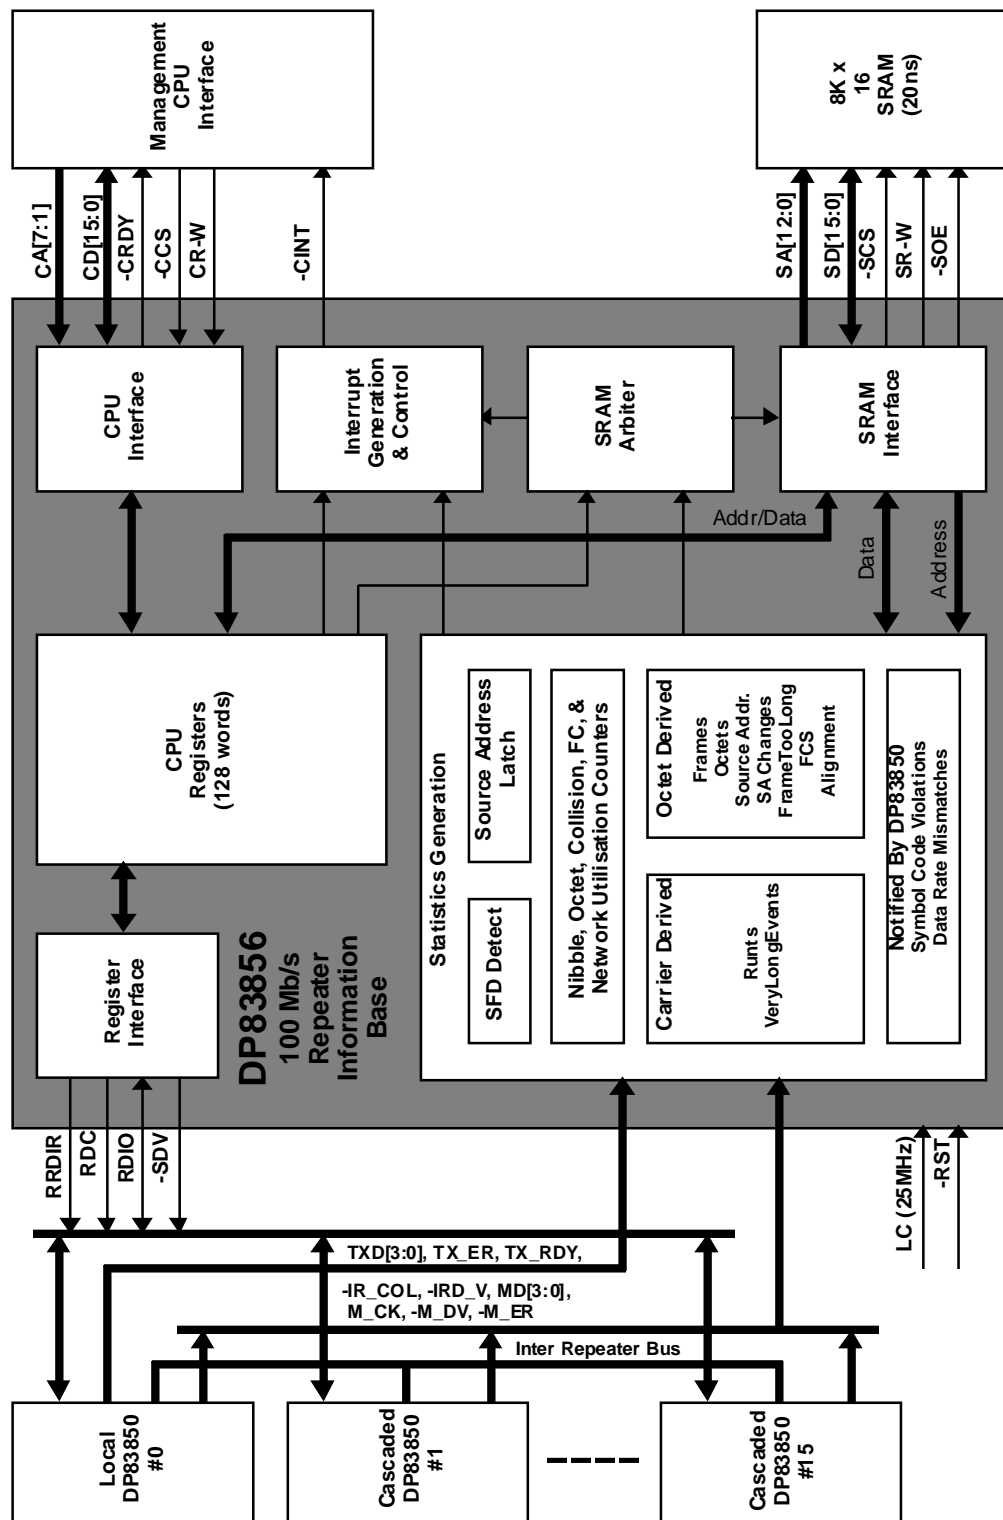 Local
DP83850
#0
Cascaded
DP83850
#1
Cascaded
DP83850
#15
Inter Repeater Bus
TXD[3:0], TX_ER, TX_RDY,
-IR_COL, -IRD_V, MD[3:0],
M_CK, -M_DV, -M_ER
RRDIR
RDC
RDIO
-SDV
LC (25MHz)
-RST
Register
Interface
DP83856
100 Mb/s
Repeater
Information
Base
CPU
Registers
(128 words)
Statistics Generation
SFD Detect
Source Address
Latch
Nibble, Octet, Collision, FC, &
Network Utilisation Counters
Carrier Derived
Runts
VeryLongEvents
Octet Derived
Frames
Octets
Source Addr.
SA Changes
FrameTooLong
FCS
Alignment
Notified By DP83850
Symbol Code Violations
Data Rate Mismatches
Addr/Data
Data
Address
CPU
Interface
Interrupt
Generation
& Control
SRAM
Arbiter
SRAM
Interface
CA[7:1]
CD[15:0]
-CRDY
-CCS
CR-W
-CINT
SA[12:0]
SD[15:0]
-SCS
SR-W
-SOE
Management
CPU
Interface
8K x
16
SRAM
(20ns)